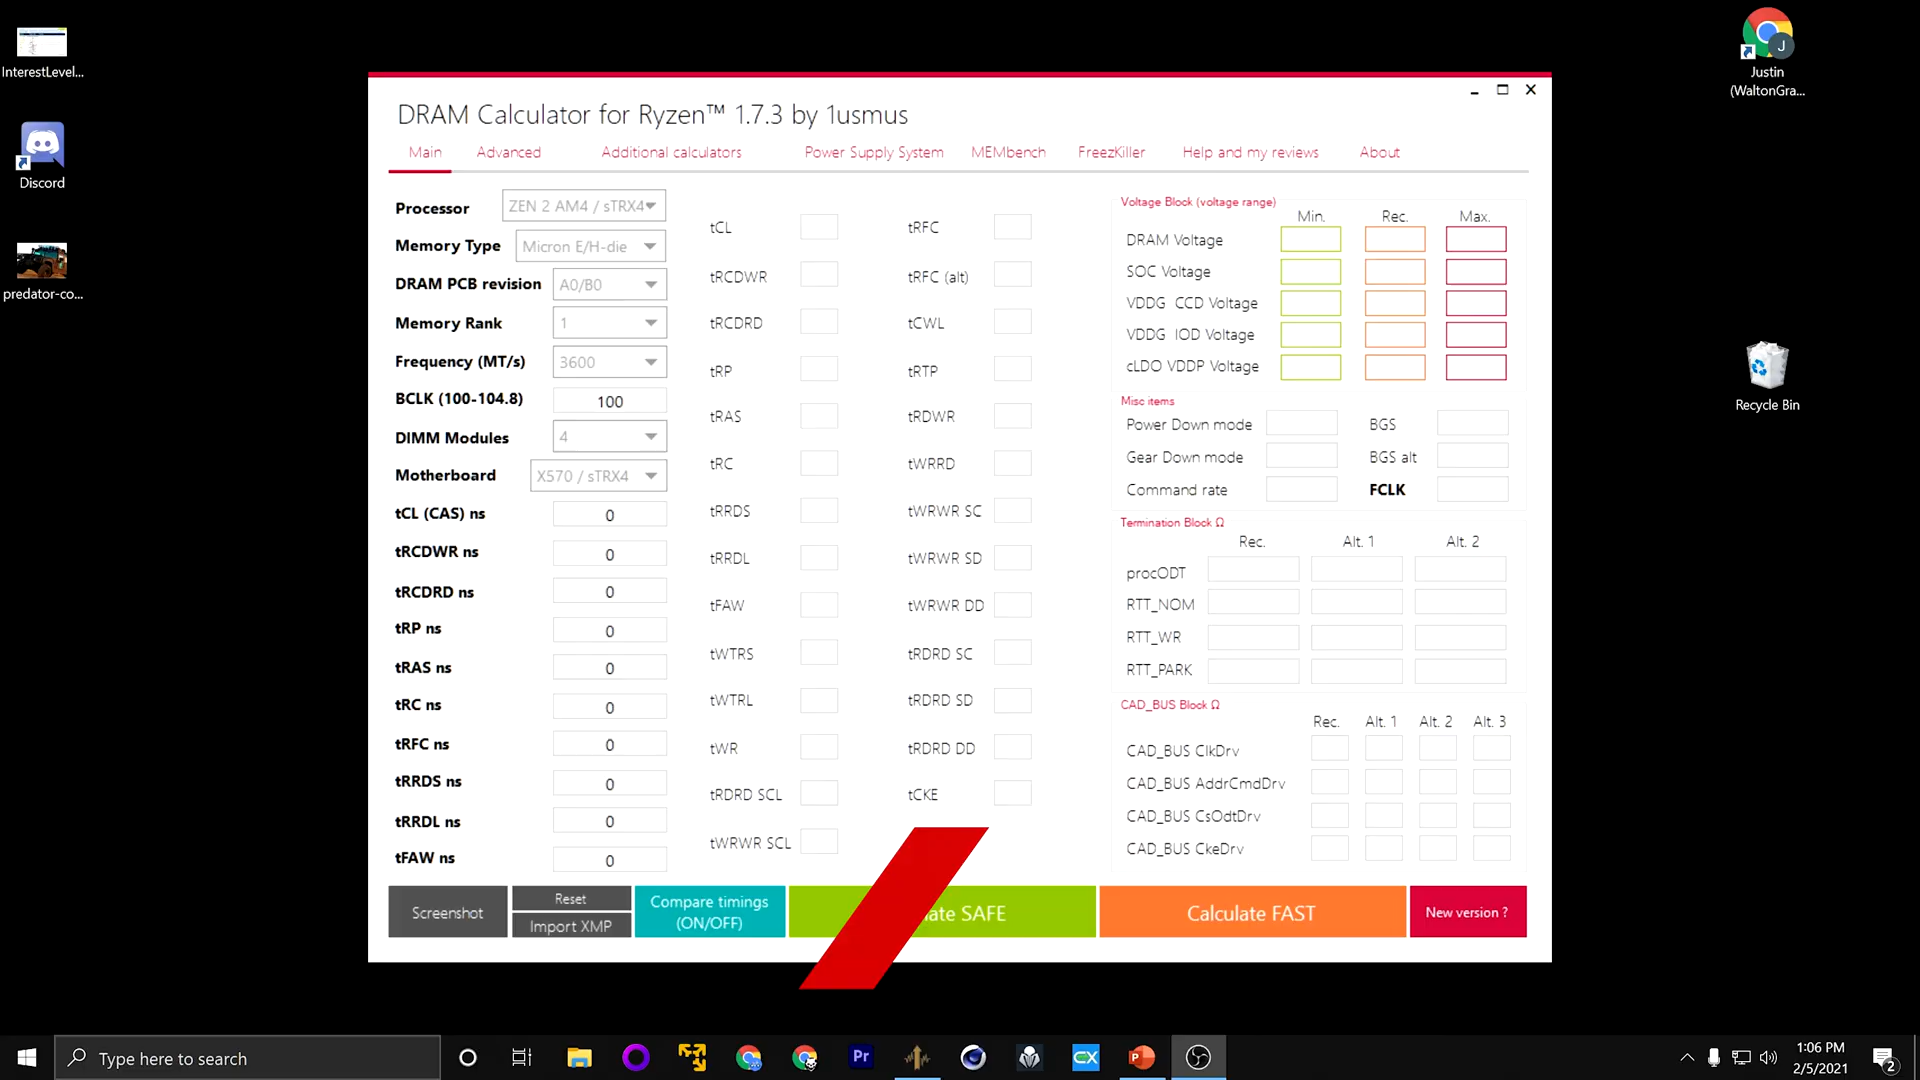 InterestLevel...
Discord
predator-co...
J
Justin
(WaltonGra...
Recycle Bin
DRAM Calculator for Ryzen™ 1.7.3 by 1usmus
Main
Advanced
Additional calculators
Power Supply System
MEMbench
FreezKiller
Help and my reviews
About
Processor
ZEN 2 AM4 / sTRX4
Memory Type
Micron E/H-die
DRAM PCB revision
A0/B0
Memory Rank
1
Frequency (MT/s)
3600
BCLK (100-104.8)
100
DIMM Modules
4
Motherboard
X570 / sTRX4
tCL (CAS) ns
0
tRCDWR ns
0
tRCDRD ns
0
tRP ns
0
tRAS ns
0
tRC ns
0
tRFC ns
0
tRRDS ns
0
tRRDL ns
0
tFAW ns
0
tCL
tRCDWR
tRCDRD
tRP
tRAS
tRC
tRRDS
tRRDL
tFAW
tWTRS
tWTRL
tWR
tRDRD SCL
tWRWR SCL
tRFC
tRFC (alt)
tCWL
tRTP
tRDWR
tWRRD
tWRWR SC
tWRWR SD
tWRWR DD
tRDRD SC
tRDRD SD
tRDRD DD
tCKE
Voltage Block (voltage range)
Min.
Rec.
Max.
DRAM Voltage
SOC Voltage
VDDG CCD Voltage
VDDG IOD Voltage
cLDO VDDP Voltage
Misc items
Power Down mode
BGS
Gear Down mode
BGS alt
Command rate
FCLK
Termination Block Ω
Rec.
Alt. 1
Alt. 2
procODT
RTT_NOM
RTT_WR
RTT_PARK
CAD_BUS Block Ω
Rec.
Alt. 1
Alt. 2
Alt. 3
CAD_BUS ClkDrv
CAD_BUS AddrCmdDrv
CAD_BUS CsOdtDrv
CAD_BUS CkeDrv
Screenshot
Reset
Import XMP
Compare timings
(ON/OFF)
ate SAFE
Calculate FAST
New version ?
Type here to search
Pr
CX
P
1:06 PM
2/5/2021
2